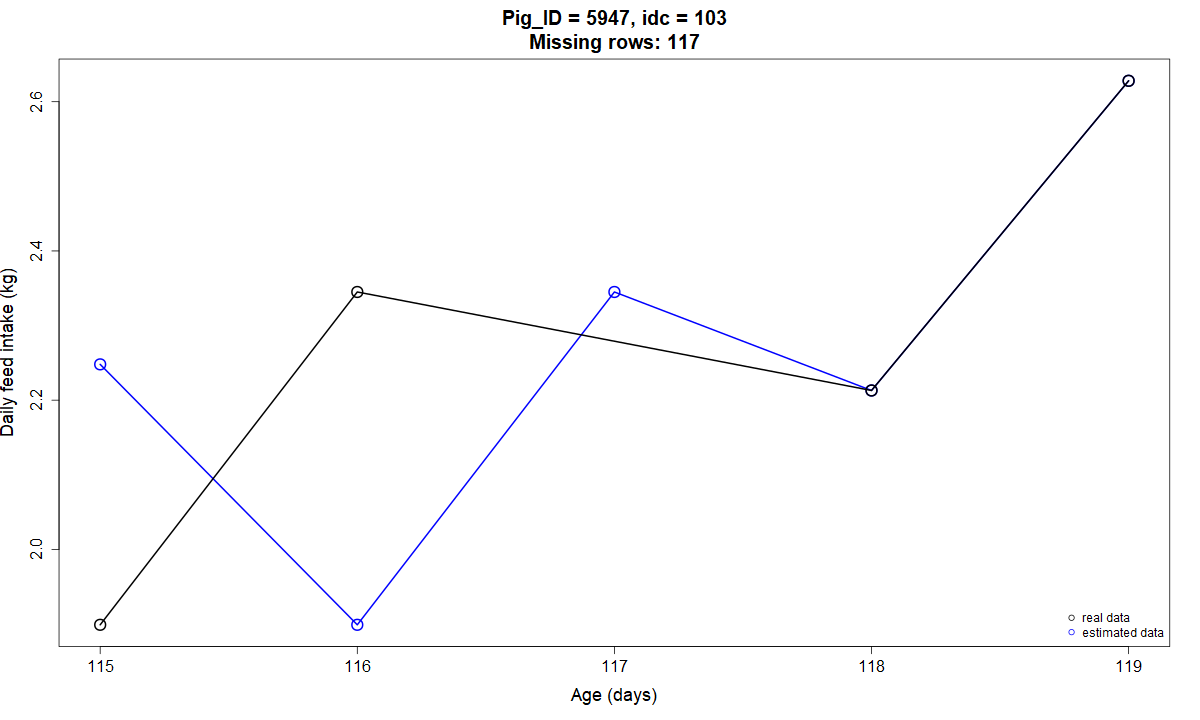 Pig_ID = 5947, idc = 103
Missing rows: 117
2.6
2.4
2.2
2.0
Daily feed intake (kg)
real data
estimated data
115 116 117 118 119
Age (days)